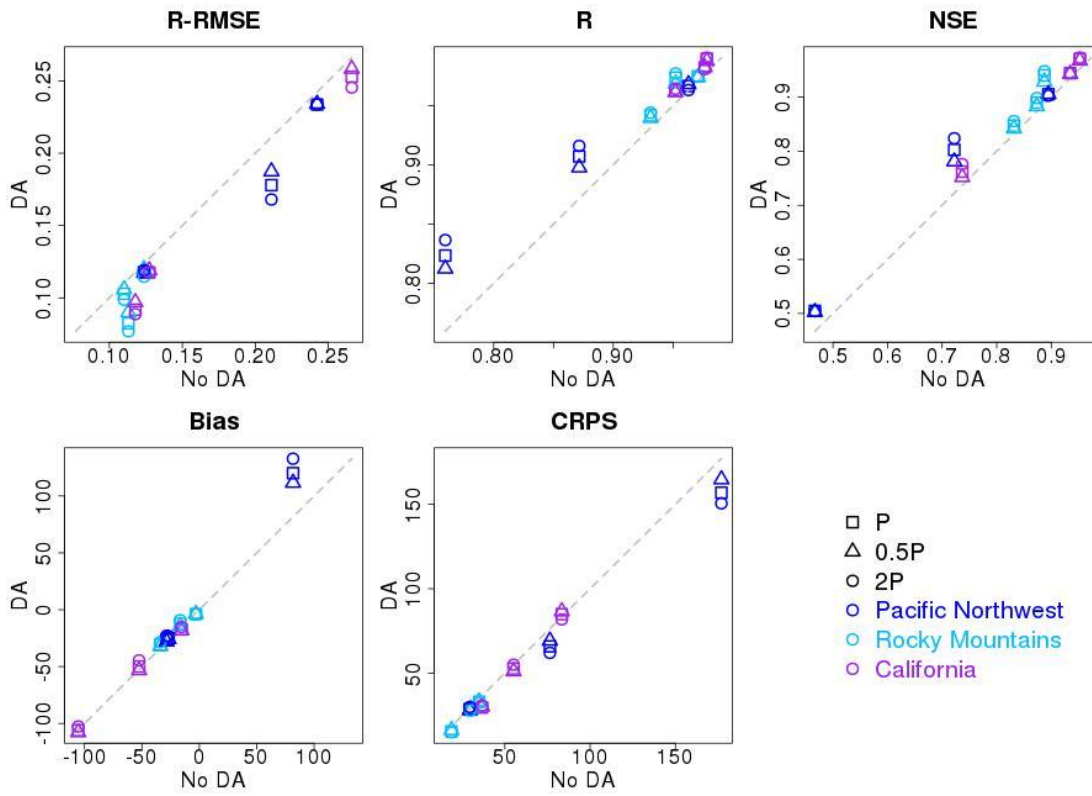 R-RMSE
0.25
0.20
0.15
0.10
DA
0.10 0.15 0.20 0.25
No DA
R
0.90
0.80
DA
0.80 0.90
No DA
NSE
0.9
0.8
0.7
0.6
0.5
DA
0.5 0.6 0.7 0.8 0.9
No DA
Bias
100
50
0
-50
-100
DA
-100 -50 0 50 100
No DA
CRPS
150
100
50
DA
50 100 150
No DA
P
0.5P
2P
Pacific Northwest
Rocky Mountains
California